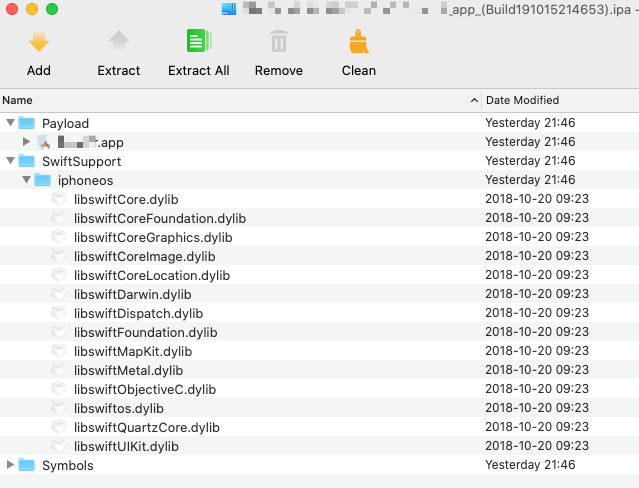 _app_(Build191015214653).ipa -
Add Extract Extract All Remove Clean
Name Date Modified
Payload Yesterday 21:46
.app Yesterday 21:46
SwiftSupport Yesterday 21:46
iphoneos Yesterday 21:46
libswiftCore.dylib 2018-10-20 09:23
libswiftCoreFoundation.dylib 2018-10-20 09:23
libswiftCoreGraphics.dylib 2018-10-20 09:23
libswiftCoreImage.dylib 2018-10-20 09:23
libswiftCoreLocation.dylib 2018-10-20 09:23
libswiftDarwin.dylib 2018-10-20 09:23
libswiftDispatch.dylib 2018-10-20 09:23
libswiftFoundation.dylib 2018-10-20 09:23
libswiftMapKit.dylib 2018-10-20 09:23
libswiftMetal.dylib 2018-10-20 09:23
libswiftObjectiveC.dylib 2018-10-20 09:23
libswiftos.dylib 2018-10-20 09:23
libswiftQuartzCore.dylib 2018-10-20 09:23
libswiftUIKit.dylib 2018-10-20 09:23
Symbols Yesterday 21:46